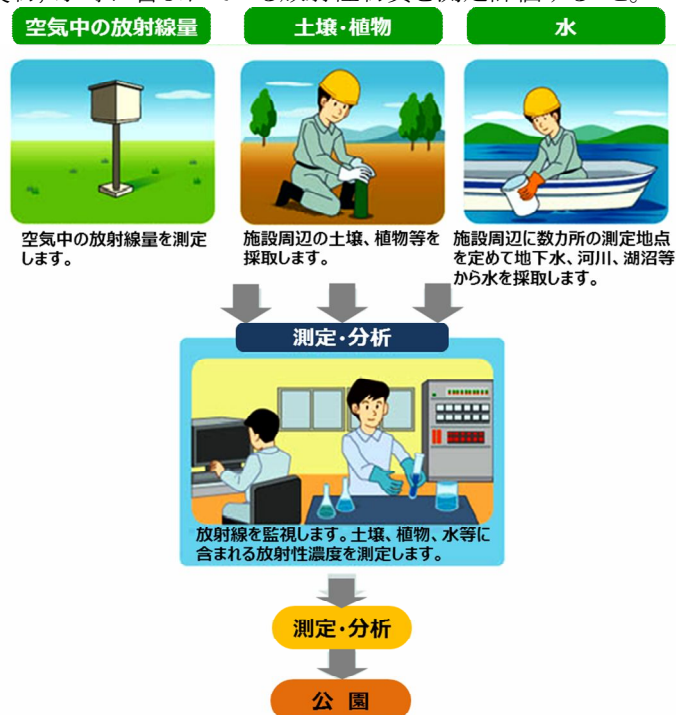 空気中の放射線量
土壌・植物
水
空気中の放射線量を測定
します。
施設周辺の土壌、植物等を
採取します。
施設周辺に数カ所の測定地点
を定めて地下水、河川、湖沼等
から水を採取します。
測定・分析
放射線を監視します。土壌、植物、水等に
含まれる放射性濃度を測定します。
測定・分析
公 園